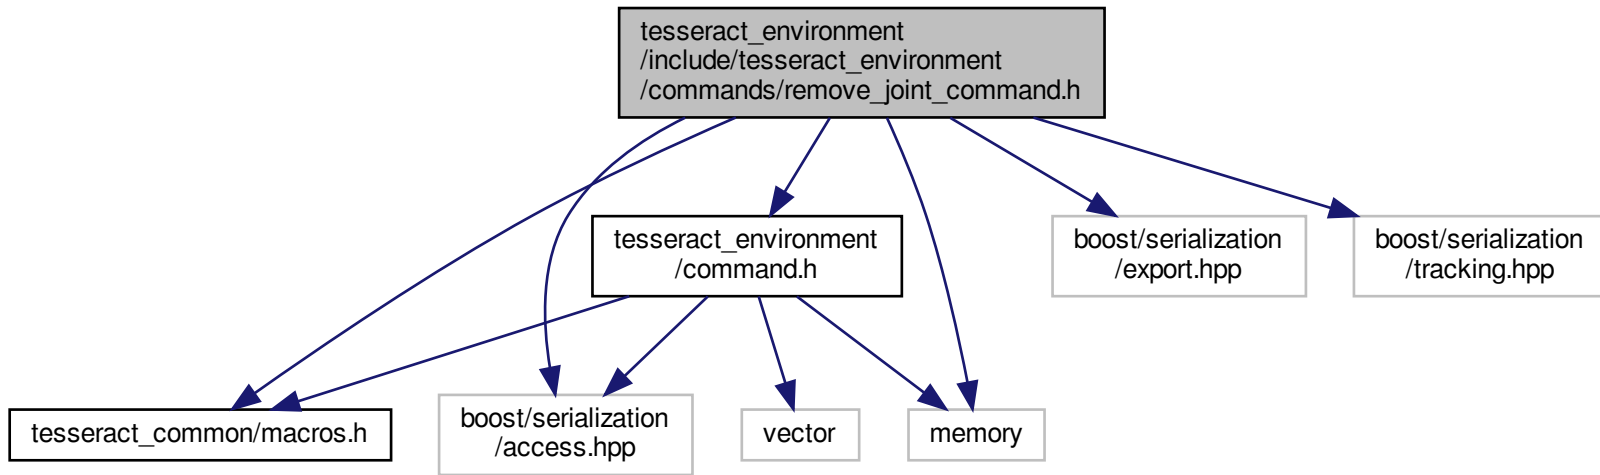 tesseract_environment
/include/tesseract_environment
/commands/remove_joint_command.h
tesseract_environment
/command.h
boost/serialization
/export.hpp
boost/serialization
/tracking.hpp
tesseract_common/macros.h
boost/serialization
/access.hpp
vector
memory